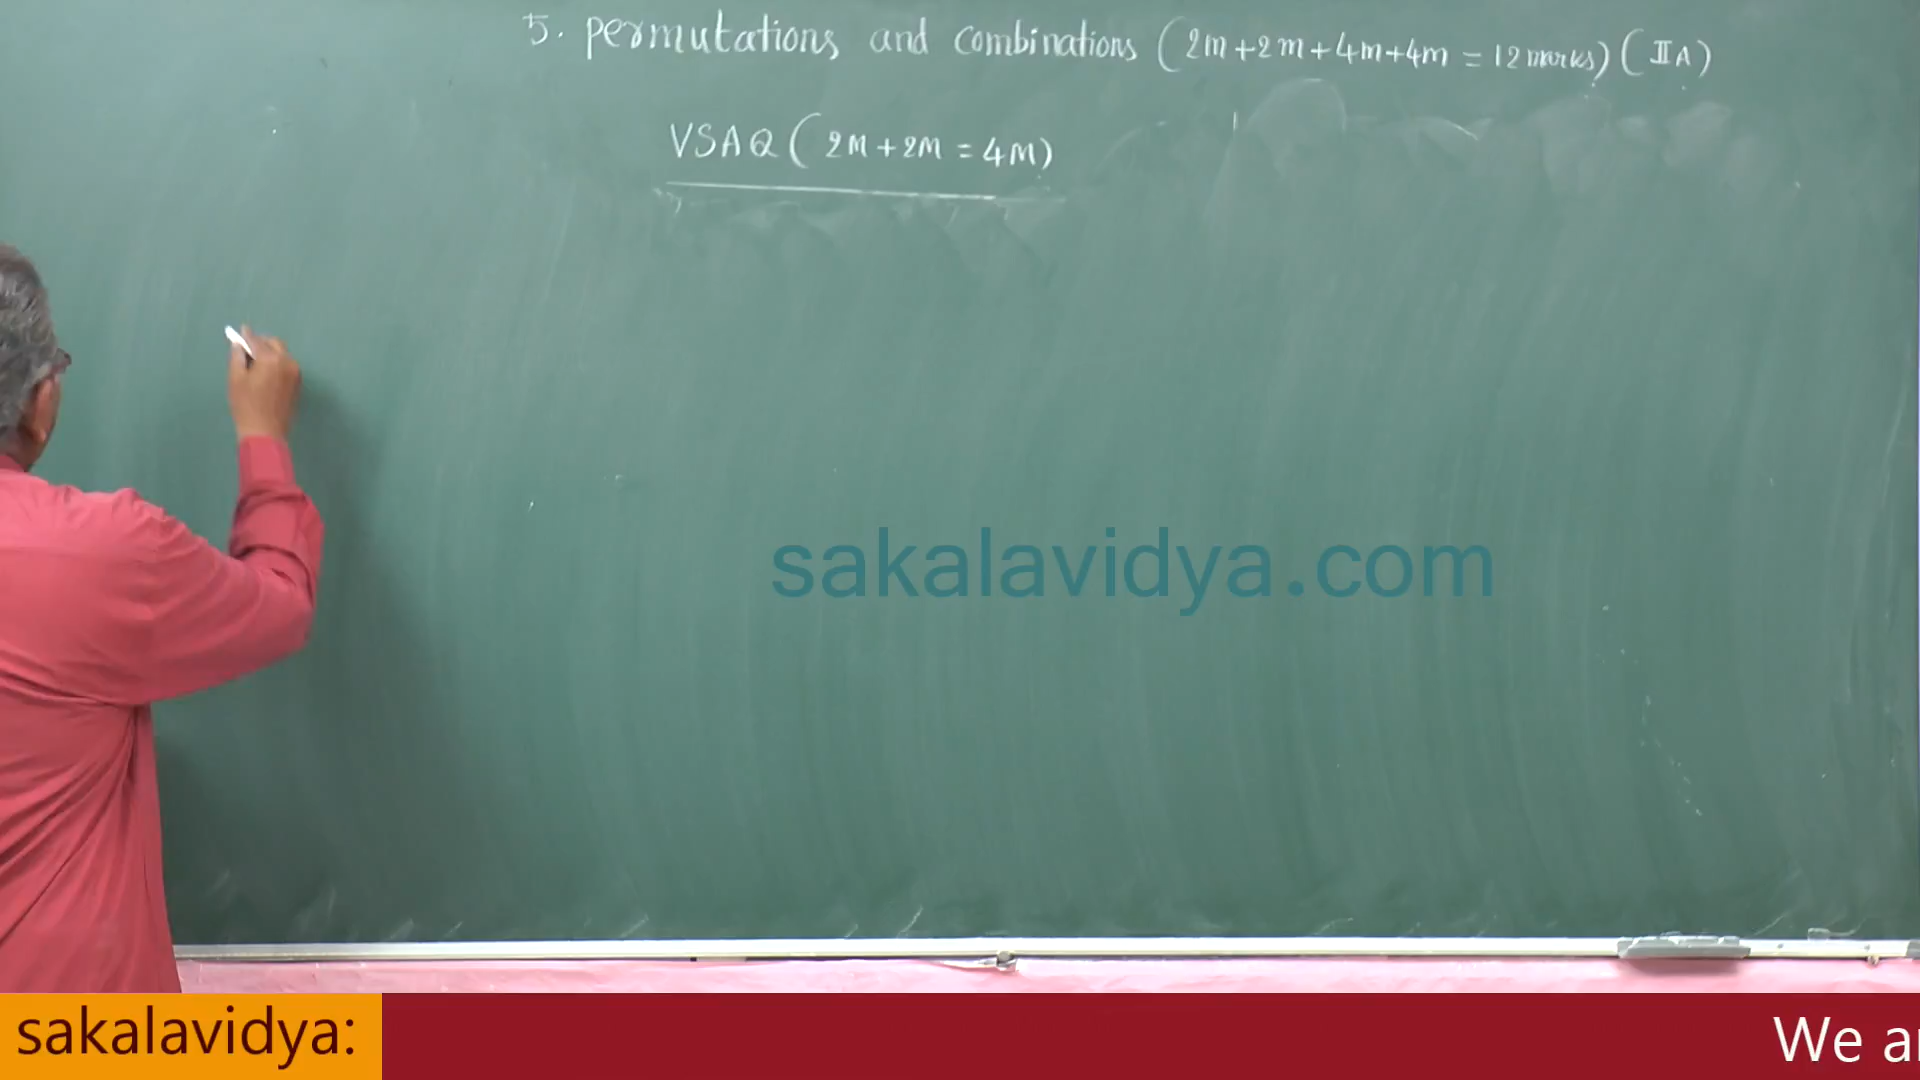 5. permutations and combinations (2m+2m+4m+4m = 12 marks) (IIA)
VSAQ (2M+2M = 4M)
sakalavidya.com
sakalavidya:
We